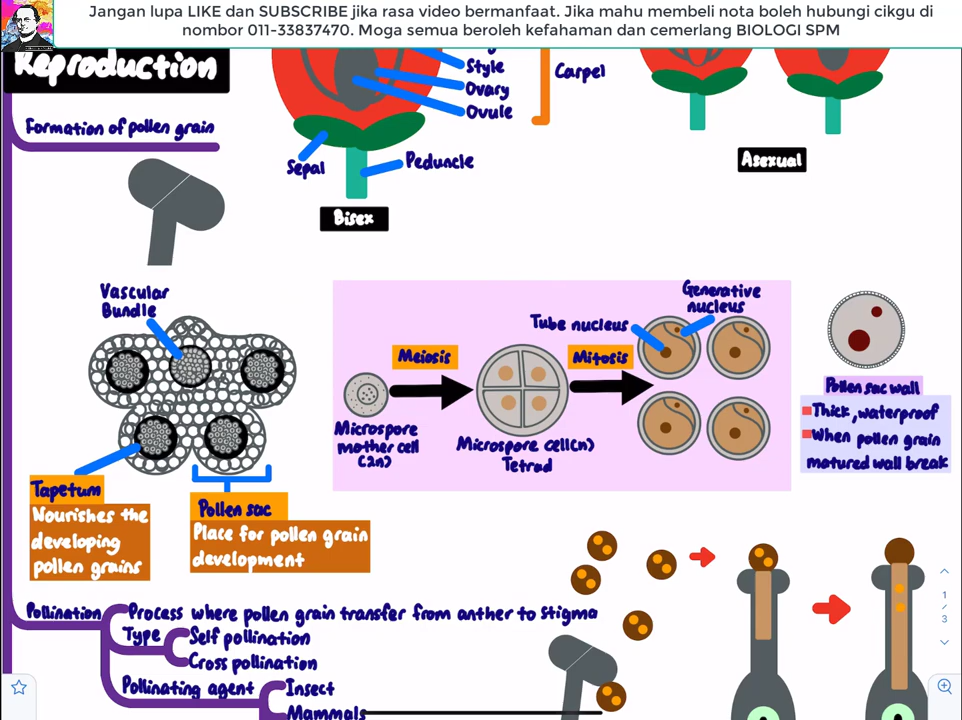 Jangan lupa LIKE dan SUBSCRIBE jika rasa video bermanfaat. Jika mahu membeli nota boleh hubungi cikgu di
nombor 011-33837470. Moga semua beroleh kefahaman dan cemerlang BIOLOGI SPM
Reproduction
Style
Ovary
Ovule
Carpel
Formation of pollen grain
Sepal
Peduncle
Bisex
Asexual
Vascular
Bundle
Tapetum
Nourishes the
developing
pollen grains
Pollen sac
Place for pollen grain
development
Microspore
mother cell
(2n)
Meiosis
Microspore cell(n)
Tetrad
Mitosis
Tube nucleus
Generative
nucleus
Pollen sac wall
Thick, waterproof
When pollen grain
matured wall break
Pollination
Process where pollen grain transfer from anther to stigma
Type
Self pollination
Cross pollination
Pollinating agent
Insect
Mammals
1
/
3